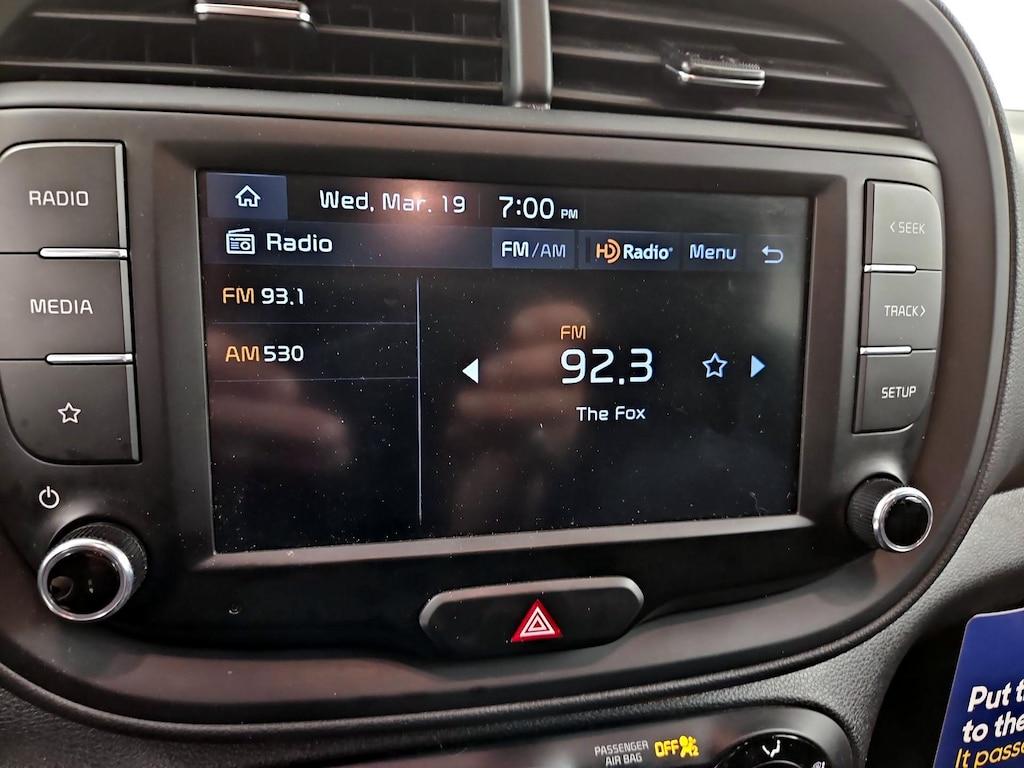 RADIO
MEDIA
Wed, Mar. 19 7:00 PM
Radio FM/AM HD Radio® Menu
FM 93.1
AM 530
FM
92.3
The Fox
< SEEK
TRACK >
SETUP
PASSENGER
AIR BAG OFF
Put
to the
It passe